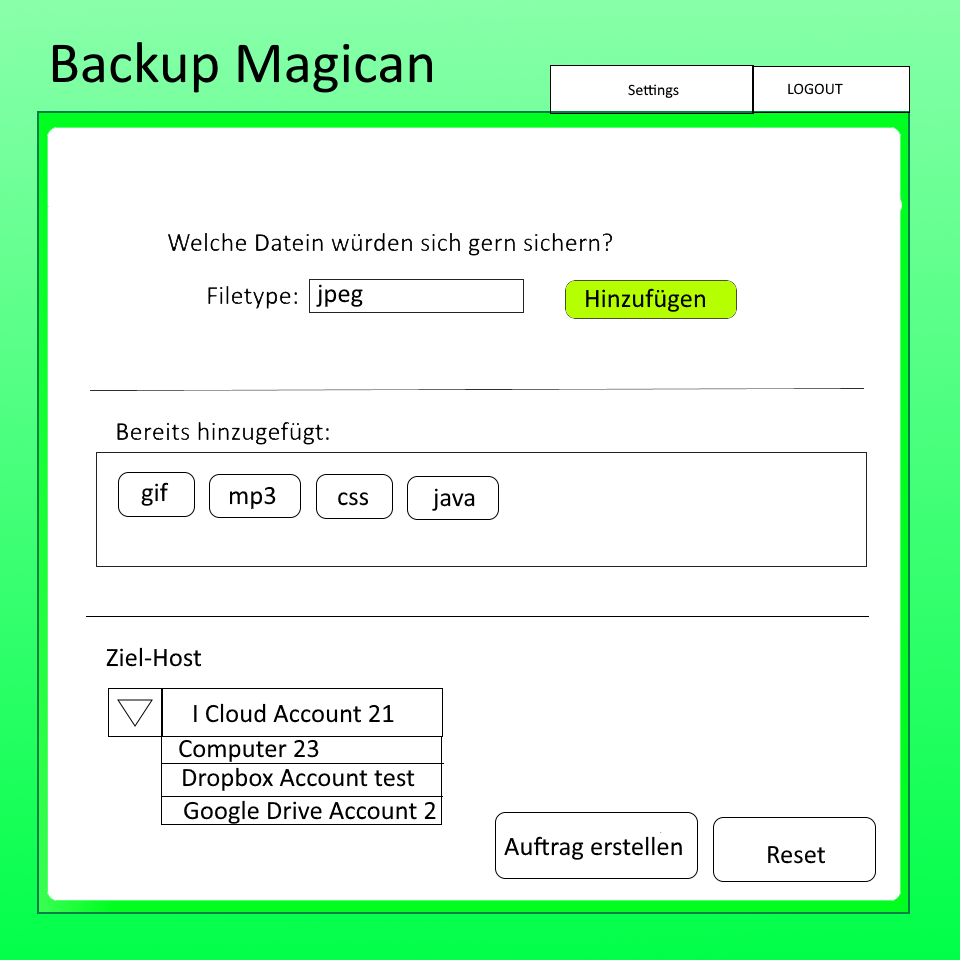 Backup Magican
Settings
LOGOUT
Welche Datein würden sich gern sichern?
Filetype: jpeg
Hinzufügen
Bereits hinzugefügt:
gif mp3 css java
Ziel-Host
I Cloud Account 21
Computer 23
Dropbox Account test
Google Drive Account 2
Auftrag erstellen
Reset